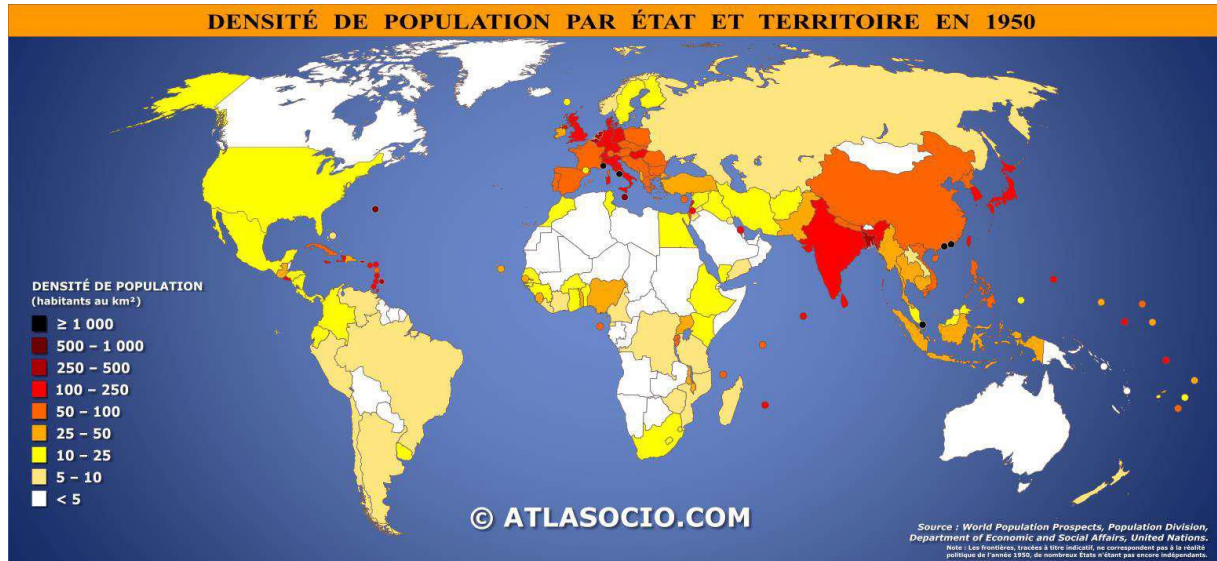 DENSITÉ DE POPULATION PAR ÉTAT ET TERRITOIRE EN 1950
DENSITÉ DE POPULATION
(habitants au km²)
≥ 1 000
500 – 1 000
250 – 500
100 – 250
50 – 100
25 – 50
10 – 25
5 – 10
< 5
© ATLASOCIO.COM
Source : World Population Prospects, Population Division,
Department of Economic and Social Affairs, United Nations.
Note : Les frontières, tracées à titre indicatif, ne correspondent pas à la réalité
politique de l'année 1950, de nombreux États n'étant pas encore indépendants.